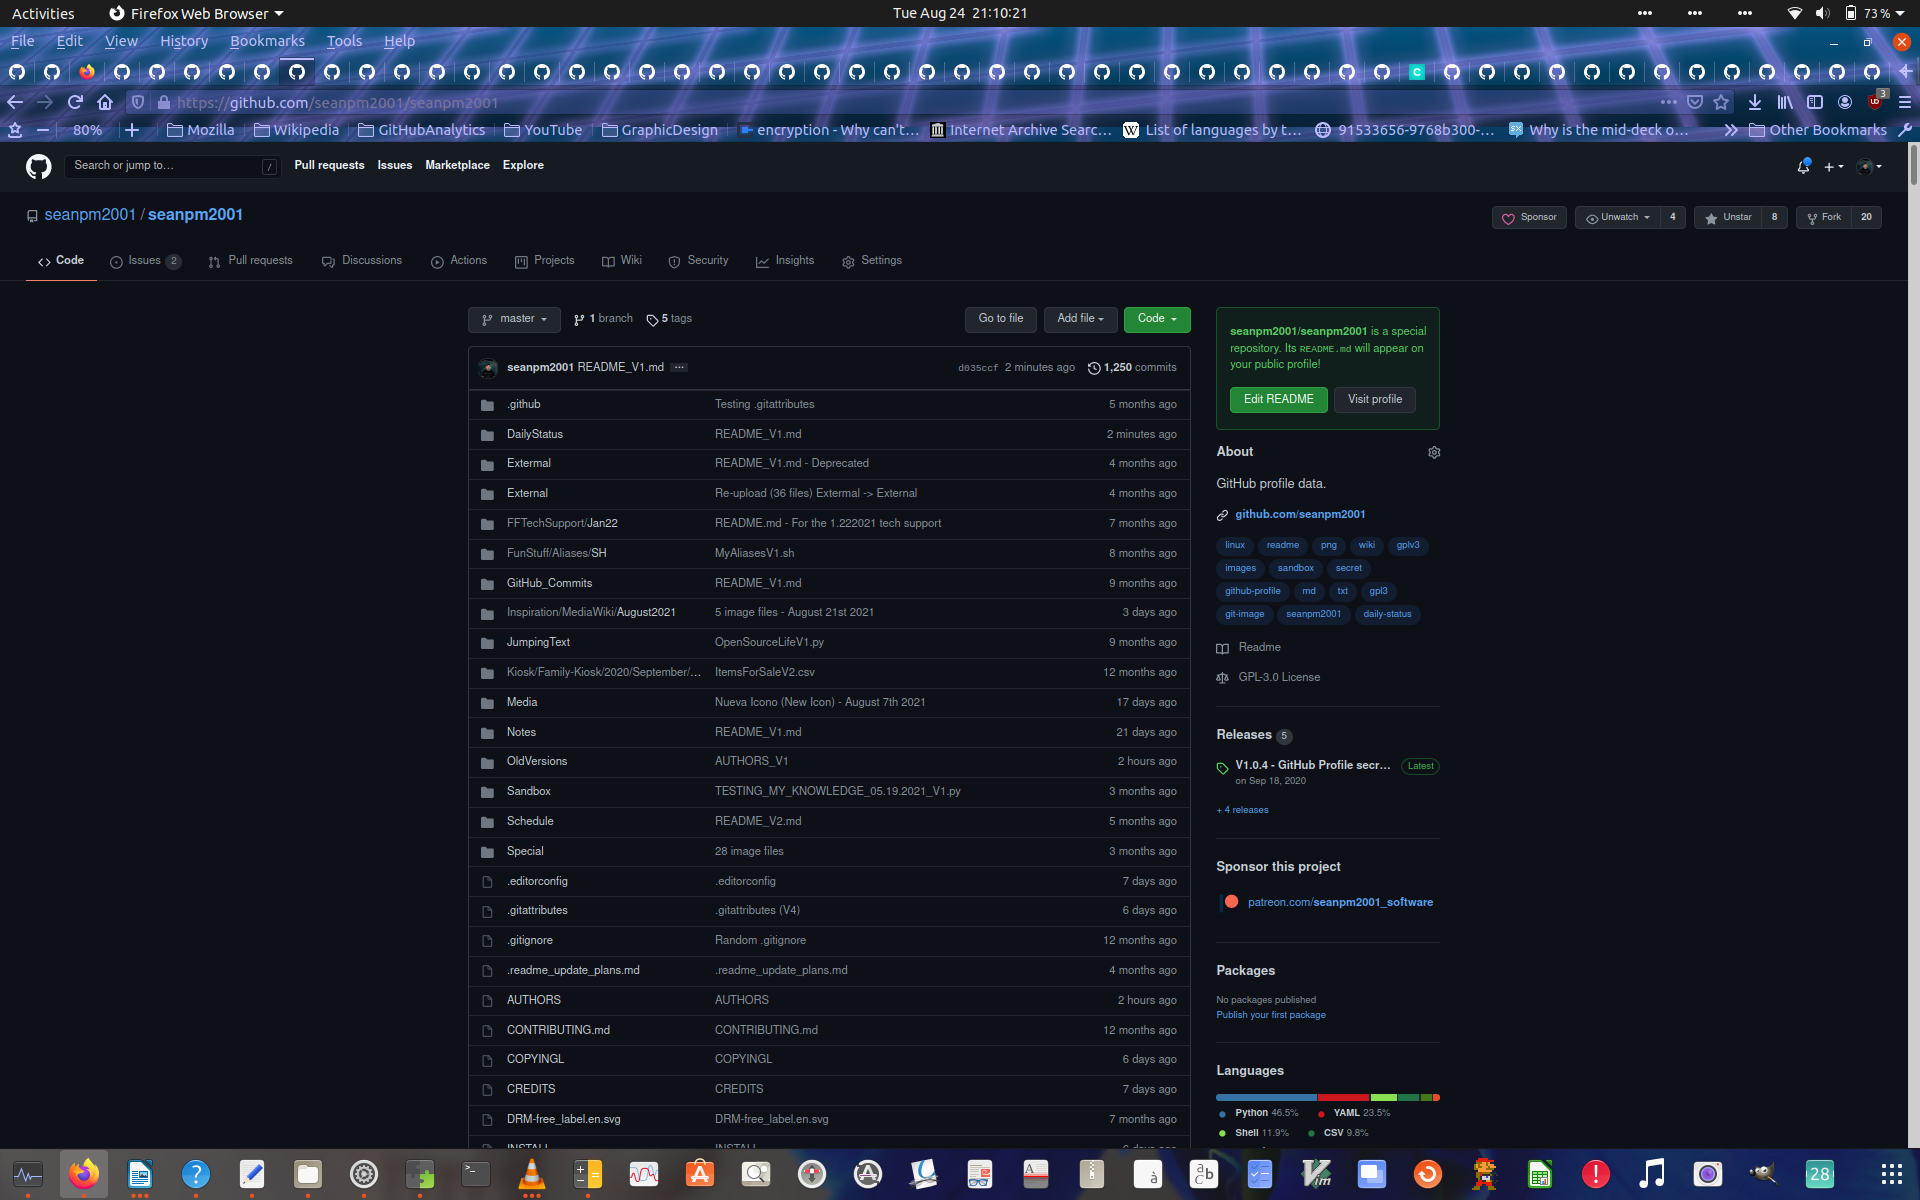 Activities Firefox Web Browser Tue Aug 24 21:10:21 73 %
File Edit View History Bookmarks Tools Help
https://github.com/seanpm2001/seanpm2001 3
80% Mozilla Wikipedia GitHubAnalytics YouTube GraphicDesign encryption - Why can't… Internet Archive Searc… List of languages by t… 91533656-9768b300-… Why is the mid-deck o… Other Bookmarks
Search or jump to… / Pull requests Issues Marketplace Explore
seanpm2001 / seanpm2001 Sponsor Unwatch 4 Unstar 8 Fork 20
Code Issues 2 Pull requests Discussions Actions Projects Wiki Security Insights Settings
master 1 branch 5 tags Go to file Add file Code
seanpm2001 README_V1.md ... d035ccf 2 minutes ago 1,250 commits
.github Testing .gitattributes 5 months ago
DailyStatus README_V1.md 2 minutes ago
Extermal README_V1.md - Deprecated 4 months ago
External Re-upload (36 files) Extermal -> External 4 months ago
FFTechSupport/Jan22 README.md - For the 1.222021 tech support 7 months ago
FunStuff/Aliases/SH MyAliasesV1.sh 8 months ago
GitHub_Commits README_V1.md 9 months ago
Inspiration/MediaWiki/August2021 5 image files - August 21st 2021 3 days ago
JumpingText OpenSourceLifeV1.py 9 months ago
Kiosk/Family-Kiosk/2020/September/… ItemsForSaleV2.csv 12 months ago
Media Nueva Icono (New Icon) - August 7th 2021 17 days ago
Notes README_V1.md 21 days ago
OldVersions AUTHORS_V1 2 hours ago
Sandbox TESTING_MY_KNOWLEDGE_05.19.2021_V1.py 3 months ago
Schedule README_V2.md 5 months ago
Special 28 image files 3 months ago
.editorconfig .editorconfig 7 days ago
.gitattributes .gitattributes (V4) 6 days ago
.gitignore Random .gitignore 12 months ago
.readme_update_plans.md .readme_update_plans.md 4 months ago
AUTHORS AUTHORS 2 hours ago
CONTRIBUTING.md CONTRIBUTING.md 12 months ago
COPYINGL COPYINGL 6 days ago
CREDITS CREDITS 7 days ago
DRM-free_label.en.svg DRM-free_label.en.svg 7 months ago
INSTALL INSTALL 6 days ago
seanpm2001/seanpm2001 is a special
repository. Its README.md will appear on
your public profile!
Edit README Visit profile
About
GitHub profile data.
github.com/seanpm2001
linux readme png wiki gplv3
images sandbox secret
github-profile md txt gpl3
git-image seanpm2001 daily-status
Readme
GPL-3.0 License
Releases 5
V1.0.4 - GitHub Profile secr… Latest
on Sep 18, 2020
+ 4 releases
Sponsor this project
patreon.com/seanpm2001_software
Packages
No packages published
Publish your first package
Languages
Python 46.5% YAML 23.5%
Shell 11.9% CSV 9.8%
28